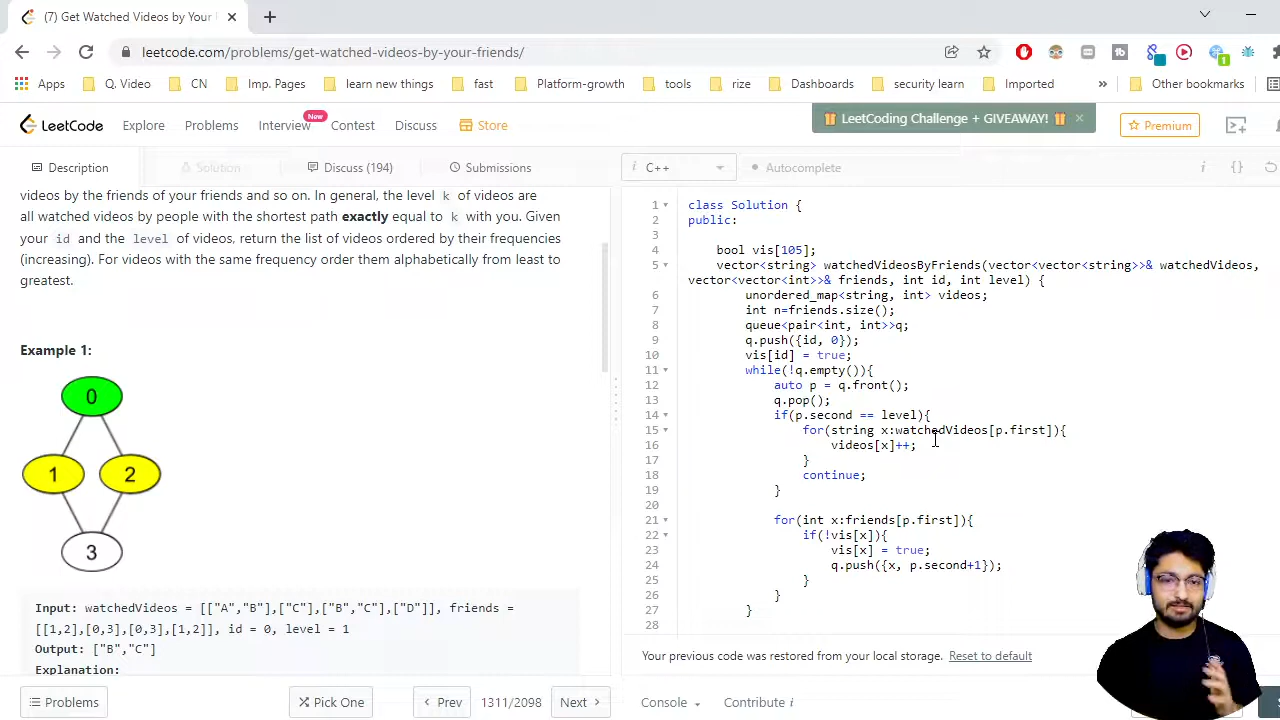 (7) Get Watched Videos by Your F
leetcode.com/problems/get-watched-videos-by-your-friends/
Apps Q. Video CN Imp. Pages learn new things fast Platform-growth tools rize Dashboards security learn Imported » Other bookmarks
LeetCode Explore Problems Interview New Contest Discuss Store LeetCoding Challenge + GIVEAWAY! Premium
Description Solution Discuss (194) Submissions
i C++ Autocomplete i {}
videos by the friends of your friends and so on. In general, the level k of videos are
all watched videos by people with the shortest path exactly equal to k with you. Given
your id and the level of videos, return the list of videos ordered by their frequencies
(increasing). For videos with the same frequency order them alphabetically from least to
greatest.
Example 1:
0
1 2
3
Input: watchedVideos = [["A","B"],["C"],["B","C"],["D"]], friends =
[[1,2],[0,3],[0,3],[1,2]], id = 0, level = 1
Output: ["B","C"]
Explanation:
1 class Solution {
2 public:
3
4 bool vis[105];
5 vector<string> watchedVideosByFriends(vector<vector<string>>& watchedVideos,
vector<vector<int>>& friends, int id, int level) {
6 unordered_map<string, int> videos;
7 int n=friends.size();
8 queue<pair<int, int>>q;
9 q.push({id, 0});
10 vis[id] = true;
11 while(!q.empty()){
12 auto p = q.front();
13 q.pop();
14 if(p.second == level){
15 for(string x:watchedVideos[p.first]){
16 videos[x]++;
17 }
18 continue;
19 }
20
21 for(int x:friends[p.first]){
22 if(!vis[x]){
23 vis[x] = true;
24 q.push({x, p.second+1});
25 }
26 }
27 }
28
Your previous code was restored from your local storage. Reset to default
Problems Pick One Prev 1311/2098 Next Console Contribute i